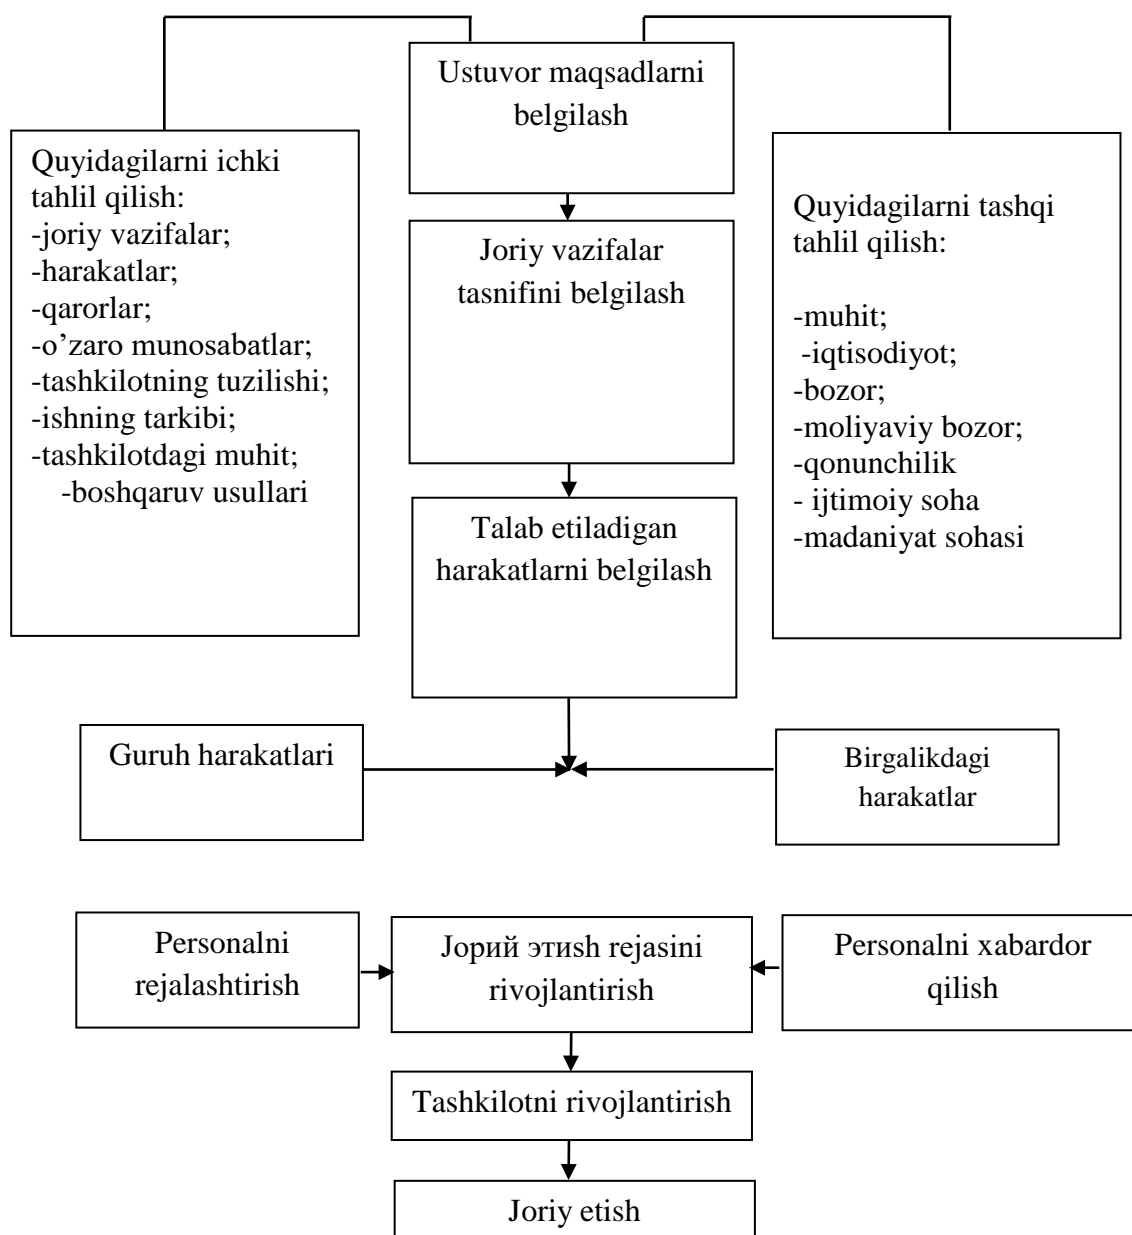 Ustuvor maqsadlarni
belgilash
Quyidagilarni ichki
tahlil qilish:
-joriy vazifalar;
-harakatlar;
-qarorlar;
-o’zaro munosabatlar;
-tashkilotning tuzilishi;
-ishning tarkibi;
-tashkilotdagi muhit;
-boshqaruv usullari
Joriy vazifalar
tasnifini belgilash
Quyidagilarni tashqi
tahlil qilish:
-muhit;
-iqtisodiyot;
-bozor;
-moliyaviy bozor;
-qonunchilik
- ijtimoiy soha
-madaniyat sohasi
Talab etiladigan
harakatlarni belgilash
Guruh harakatlari
Birgalikdagi
harakatlar
Personalni
rejalashtirish
Jорий этish rejasini
rivojlantirish
Personalni xabardor
qilish
Tashkilotni rivojlantirish
Joriy etish